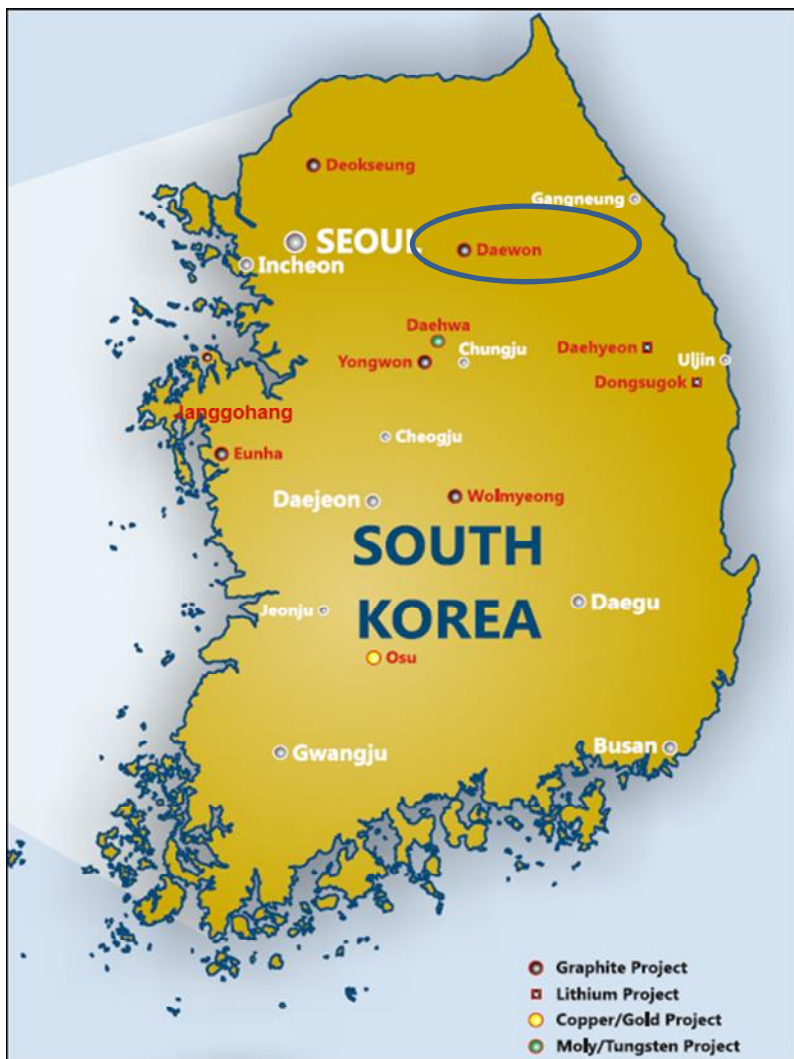 Deokseung
Gangneung
SEOUL
Daewon
Incheon
Daehwa
Yongwon
Chungju
Daehyeon
Uljin
Dongsugok
Janggohang
Cheogju
Eunha
Daejeon
Wolmyeong
SOUTH
KOREA
Jeonju
Daegu
Osu
Gwangju
Busan
Graphite Project
Lithium Project
Copper/Gold Project
Moly/Tungsten Project